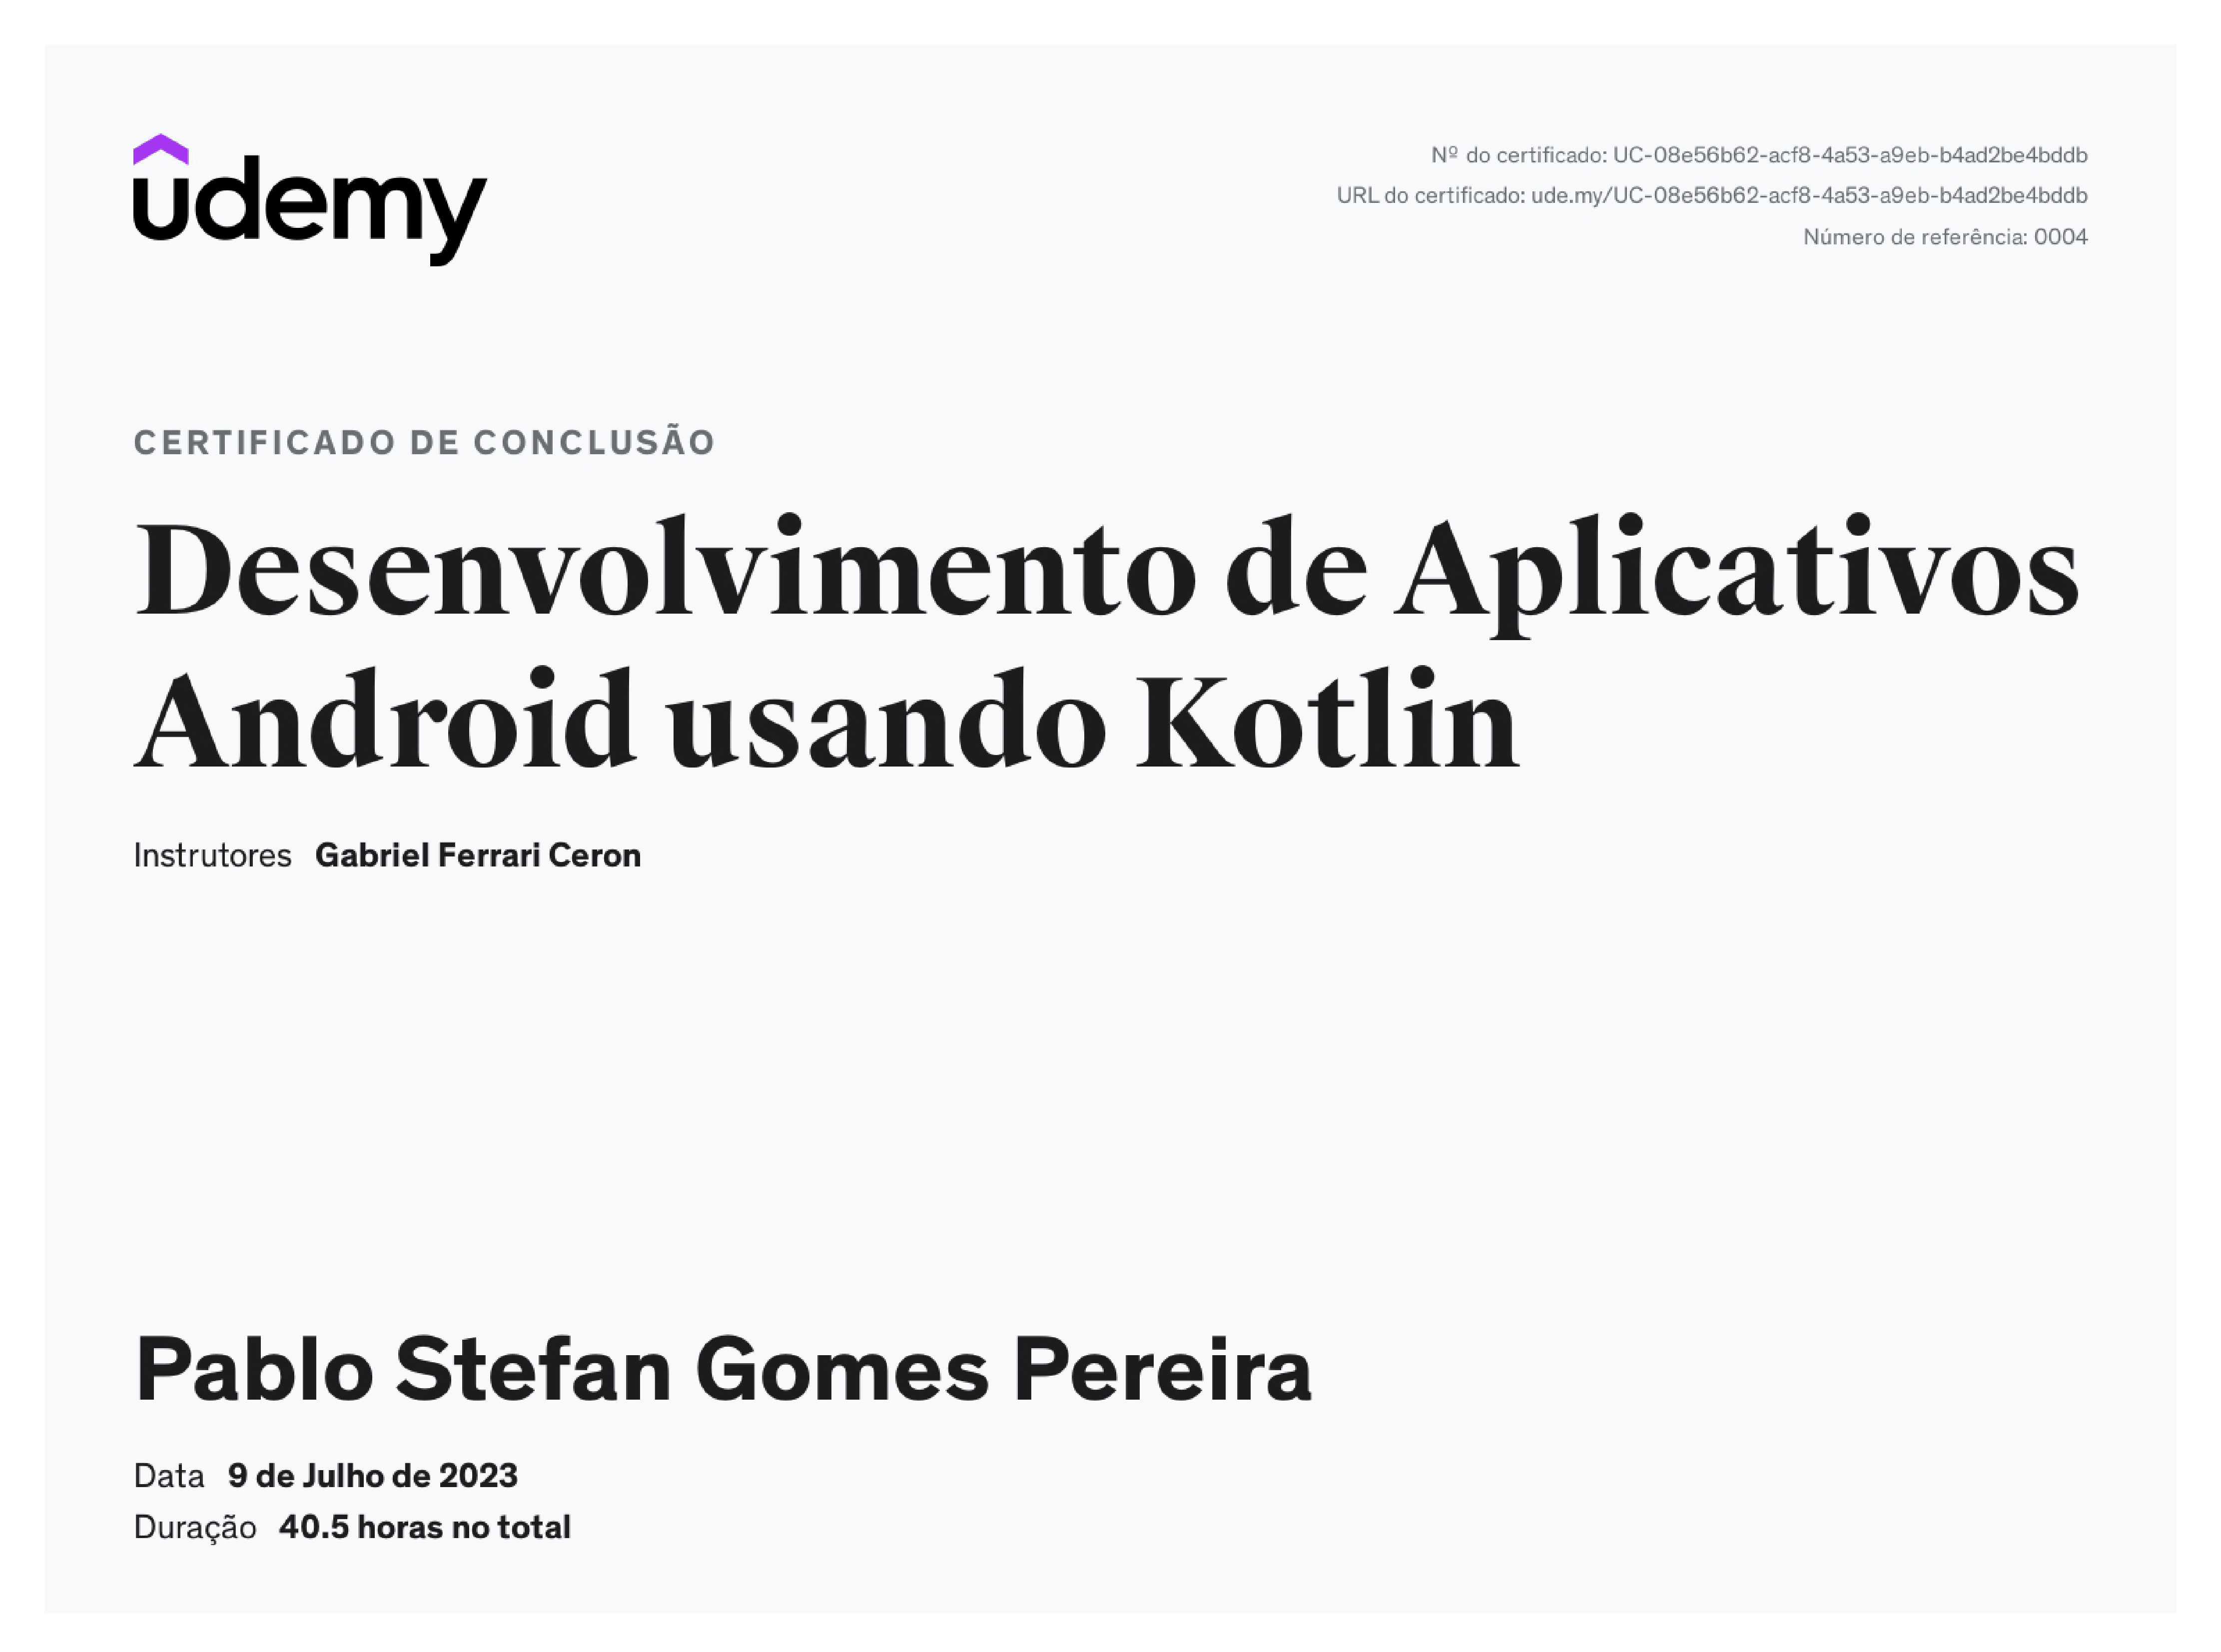 udemy
Nº do certificado: UC-08e56b62-acf8-4a53-a9eb-b4ad2be4bddb
URL do certificado: ude.my/UC-08e56b62-acf8-4a53-a9eb-b4ad2be4bddb
Número de referência: 0004
CERTIFICADO DE CONCLUSÃO
Desenvolvimento de Aplicativos
Android usando Kotlin
Instrutores Gabriel Ferrari Ceron
Pablo Stefan Gomes Pereira
Data 9 de Julho de 2023
Duração 40.5 horas no total